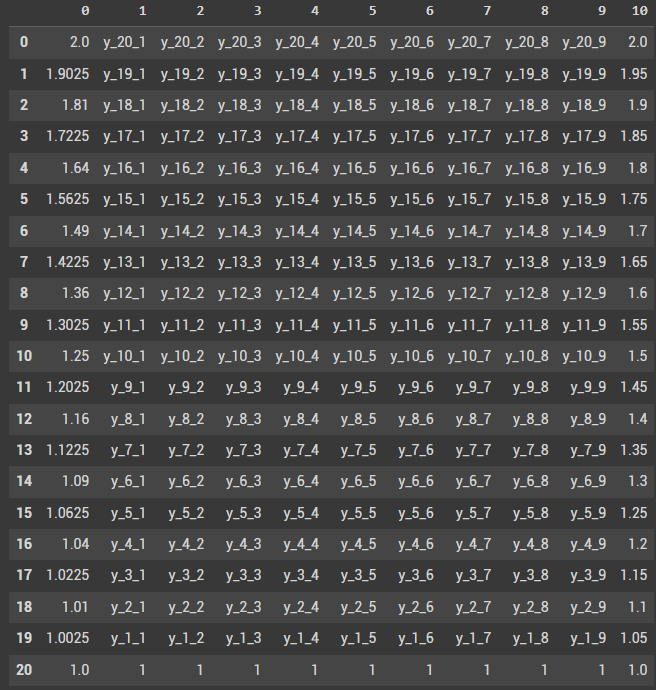 0 1 2 3 4 5 6 7 8 9 10
0 2.0 y_20_1 y_20_2 y_20_3 y_20_4 y_20_5 y_20_6 y_20_7 y_20_8 y_20_9 2.0
1 1.9025 y_19_1 y_19_2 y_19_3 y_19_4 y_19_5 y_19_6 y_19_7 y_19_8 y_19_9 1.95
2 1.81 y_18_1 y_18_2 y_18_3 y_18_4 y_18_5 y_18_6 y_18_7 y_18_8 y_18_9 1.9
3 1.7225 y_17_1 y_17_2 y_17_3 y_17_4 y_17_5 y_17_6 y_17_7 y_17_8 y_17_9 1.85
4 1.64 y_16_1 y_16_2 y_16_3 y_16_4 y_16_5 y_16_6 y_16_7 y_16_8 y_16_9 1.8
5 1.5625 y_15_1 y_15_2 y_15_3 y_15_4 y_15_5 y_15_6 y_15_7 y_15_8 y_15_9 1.75
6 1.49 y_14_1 y_14_2 y_14_3 y_14_4 y_14_5 y_14_6 y_14_7 y_14_8 y_14_9 1.7
7 1.4225 y_13_1 y_13_2 y_13_3 y_13_4 y_13_5 y_13_6 y_13_7 y_13_8 y_13_9 1.65
8 1.36 y_12_1 y_12_2 y_12_3 y_12_4 y_12_5 y_12_6 y_12_7 y_12_8 y_12_9 1.6
9 1.3025 y_11_1 y_11_2 y_11_3 y_11_4 y_11_5 y_11_6 y_11_7 y_11_8 y_11_9 1.55
10 1.25 y_10_1 y_10_2 y_10_3 y_10_4 y_10_5 y_10_6 y_10_7 y_10_8 y_10_9 1.5
11 1.2025 y_9_1 y_9_2 y_9_3 y_9_4 y_9_5 y_9_6 y_9_7 y_9_8 y_9_9 1.45
12 1.16 y_8_1 y_8_2 y_8_3 y_8_4 y_8_5 y_8_6 y_8_7 y_8_8 y_8_9 1.4
13 1.1225 y_7_1 y_7_2 y_7_3 y_7_4 y_7_5 y_7_6 y_7_7 y_7_8 y_7_9 1.35
14 1.09 y_6_1 y_6_2 y_6_3 y_6_4 y_6_5 y_6_6 y_6_7 y_6_8 y_6_9 1.3
15 1.0625 y_5_1 y_5_2 y_5_3 y_5_4 y_5_5 y_5_6 y_5_7 y_5_8 y_5_9 1.25
16 1.04 y_4_1 y_4_2 y_4_3 y_4_4 y_4_5 y_4_6 y_4_7 y_4_8 y_4_9 1.2
17 1.0225 y_3_1 y_3_2 y_3_3 y_3_4 y_3_5 y_3_6 y_3_7 y_3_8 y_3_9 1.15
18 1.01 y_2_1 y_2_2 y_2_3 y_2_4 y_2_5 y_2_6 y_2_7 y_2_8 y_2_9 1.1
19 1.0025 y_1_1 y_1_2 y_1_3 y_1_4 y_1_5 y_1_6 y_1_7 y_1_8 y_1_9 1.05
20 1.0 1 1 1 1 1 1 1 1 1 1.0